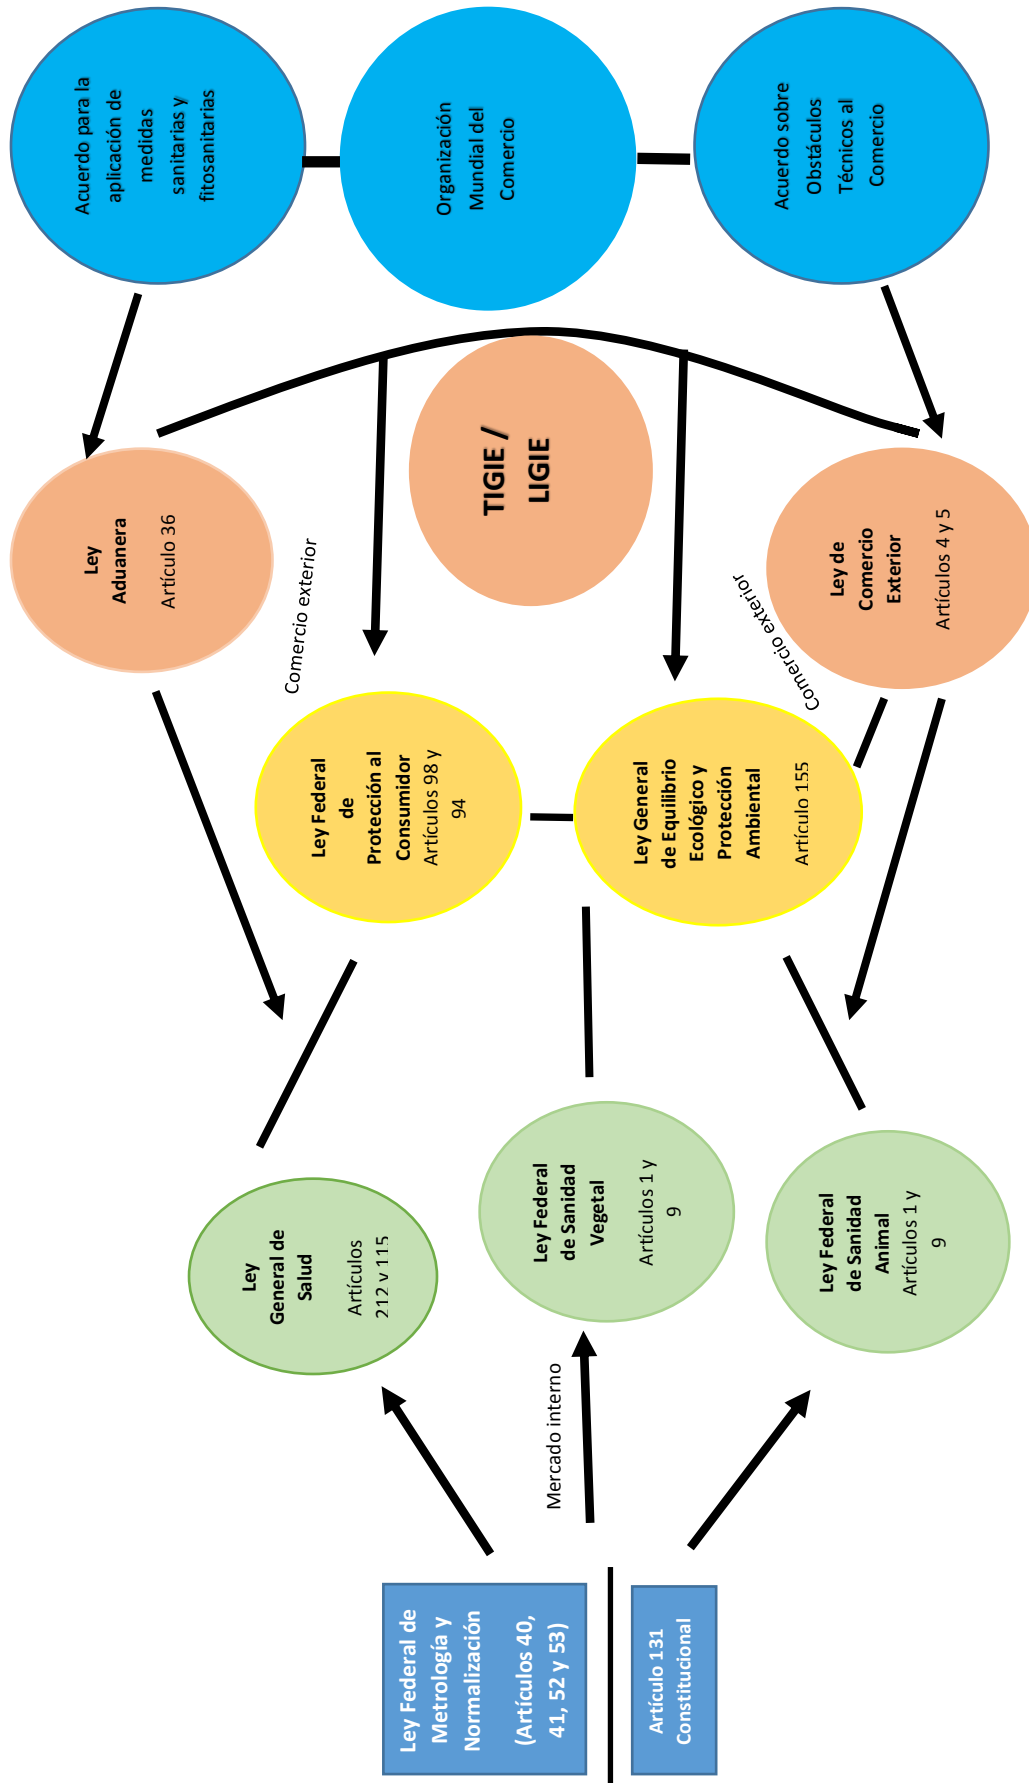 Ley Federal de
Metrología y
Normalización
(Artículos 40,
41, 52 y 53)
Artículo 131
Constitucional
Mercado interno
Ley
General de
Salud
Artículos
212 y 115
Ley Federal
de Sanidad
Vegetal
Artículos 1 y
9
Ley Federal
de Sanidad
Animal
Artículos 1 y
9
Ley Federal
de
Protección al
Consumidor
Artículos 98 y
94
Ley General
de Equilibrio
Ecológico y
Protección
Ambiental
Artículo 155
Comercio exterior
Comercio exterior
Ley
Aduanera
Artículo 36
TIGIE /
LIGIE
Ley de
Comercio
Exterior
Artículos 4 y 5
Acuerdo para la
aplicación de
medidas
sanitarias y
fitosanitarias
Organización
Mundial del
Comercio
Acuerdo sobre
Obstáculos
Técnicos al
Comercio